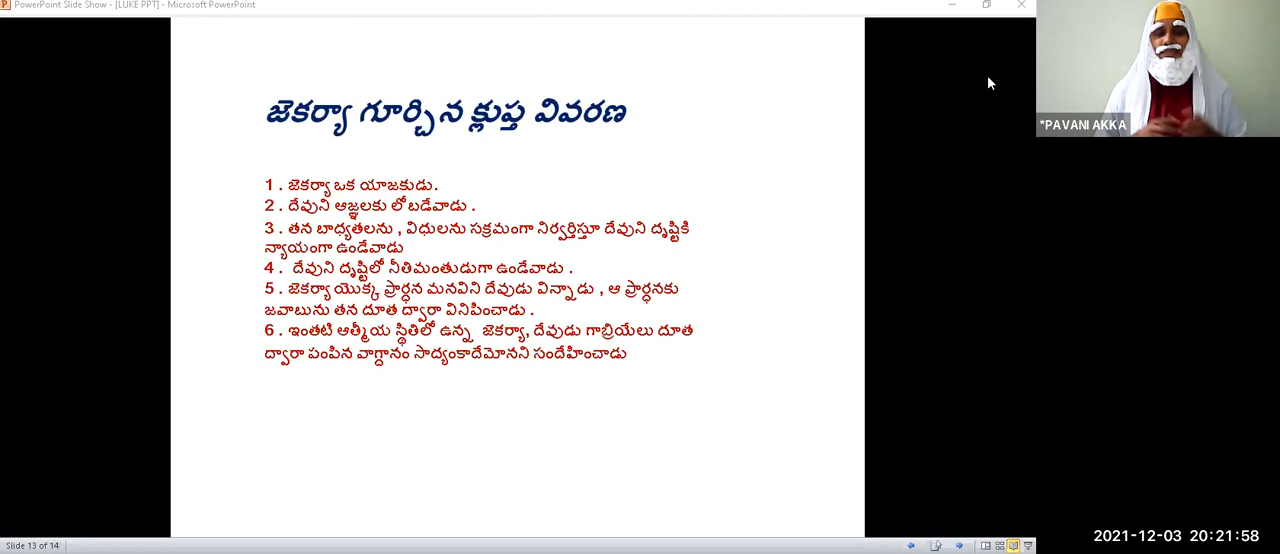 PowerPoint Slide Show - [LUKE PPT] - Microsoft PowerPoint
*PAVANI AKKA
జెకర్యా గూర్చిన క్లుప్త వివరణ
1 . జెకర్యా ఒక యాజకుడు.
2 . దేవుని ఆజ్ఞలకు లోబడేవాడు .
3 . తన బాధ్యతలను , విధులను సక్రమంగా నిర్వర్తిస్తూ దేవుని దృష్టికి
న్యాయంగా ఉండేవాడు
4 . దేవుని దృష్టిలో నీతిమంతుడుగా ఉండేవాడు .
5 . జెకర్యా యొక్క ప్రార్ధన మనవిని దేవుడు విన్నాడు , ఆ ప్రార్ధనకు
జవాబును తన దూత ద్వారా వినిపించాడు .
6 . ఇంతటి ఆత్మీయ స్థితిలో ఉన్న జెకర్యా, దేవుడు గాబ్రియేలు దూత
ద్వారా పంపిన వాగ్దానం సాద్యంకాదేమోనని సందేహించాడు
2021-12-03 20:21:58
Slide 13 of 14